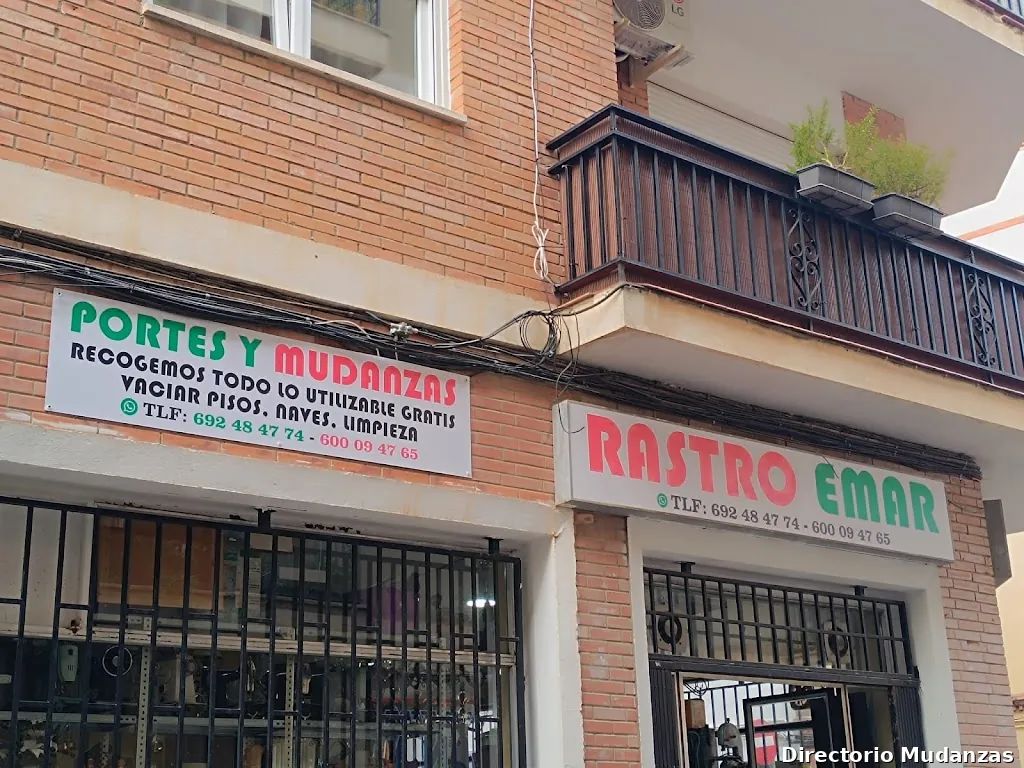 LG
PORTES Y MUDANZAS
RECOGEMOS TODO LO UTILIZABLE GRATIS
VACIAR PISOS, NAVES, LIMPIEZA
TLF: 692 48 47 74 - 600 09 47 65
RASTRO EMAR
TLF: 692 48 47 74 - 600 09 47 65
Directorio Mudanzas